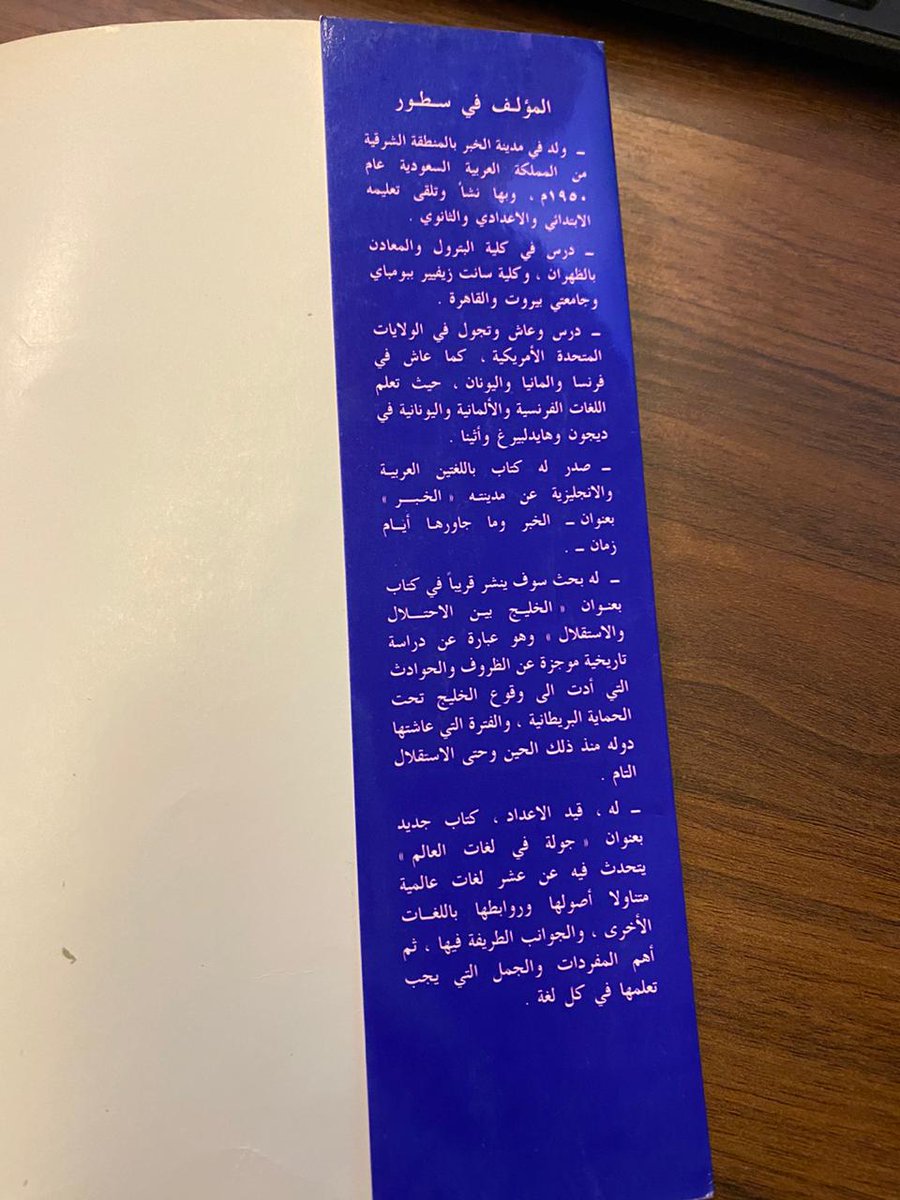 المؤلف في سطور
ـ ولد في مدينة الخبر بالمنطقة الشرقية
من المملكة العربية السعودية عام
١٩٥٠م ، وبها نشأ وتلقى تعليمه
الابتدائي والاعدادي والثانوي .
ـ درس في كلية البترول والمعادن
بالظهران ، وكلية سانت زيفيير ببومباي
وجامعتي بيروت والقاهرة .
ـ درس وعاش وتجول في الولايات
المتحدة الأمريكية ، كما عاش في
فرنسا والمانيا واليونان ، حيث تعلم
اللغات الفرنسية والألمانية واليونانية في
ديجون وهايدلبيرغ وأثينا .
ـ صدر له كتاب باللغتين العربية
والانجليزية عن مدينته « الخبر »
بعنوان ـ الخبر وما جاورها أيام
زمان ـ .
ـ له بحث سوف ينشر قريباً في كتاب
بعنوان « الخليج بين الاحتلال
والاستقلال » وهو عبارة عن دراسة
تاريخية موجزة عن الظروف والحوادث
التي أدت الى وقوع الخليج تحت
الحماية البريطانية ، والفترة التي عاشتها
دوله منذ ذلك الحين وحتى الاستقلال
التام .
ـ له ، قيد الاعداد ، كتاب جديد
بعنوان « جولة في لغات العالم »
يتحدث فيه عن عشر لغات عالمية
متناولا أصولها وروابطها باللغات
الأخرى ، والجوانب الطريفة فيها ، ثم
أهم المفردات والجمل التي يجب
تعلمها في كل لغة .